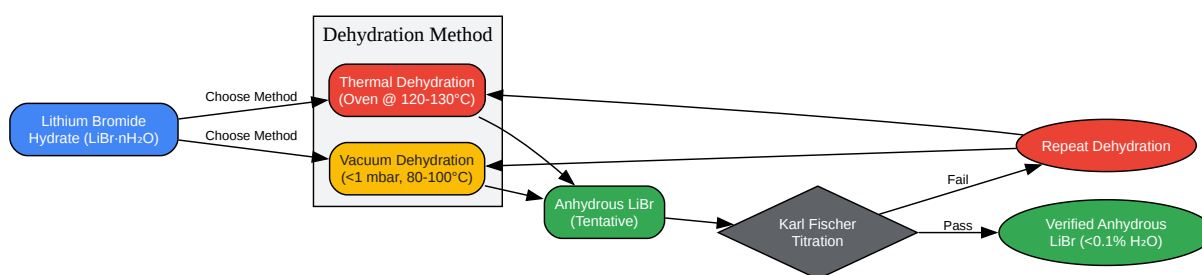 Dehydration Method
Lithium Bromide
Hydrate (LiBr·nH₂O)
Choose Method
Choose Method
Thermal Dehydration
(Oven @ 120-130°C)
Vacuum Dehydration
(<1 mbar, 80-100°C)
Anhydrous LiBr
(Tentative)
Karl Fischer
Titration
Fail
Pass
Repeat Dehydration
Verified Anhydrous
LiBr (<0.1% H₂O)